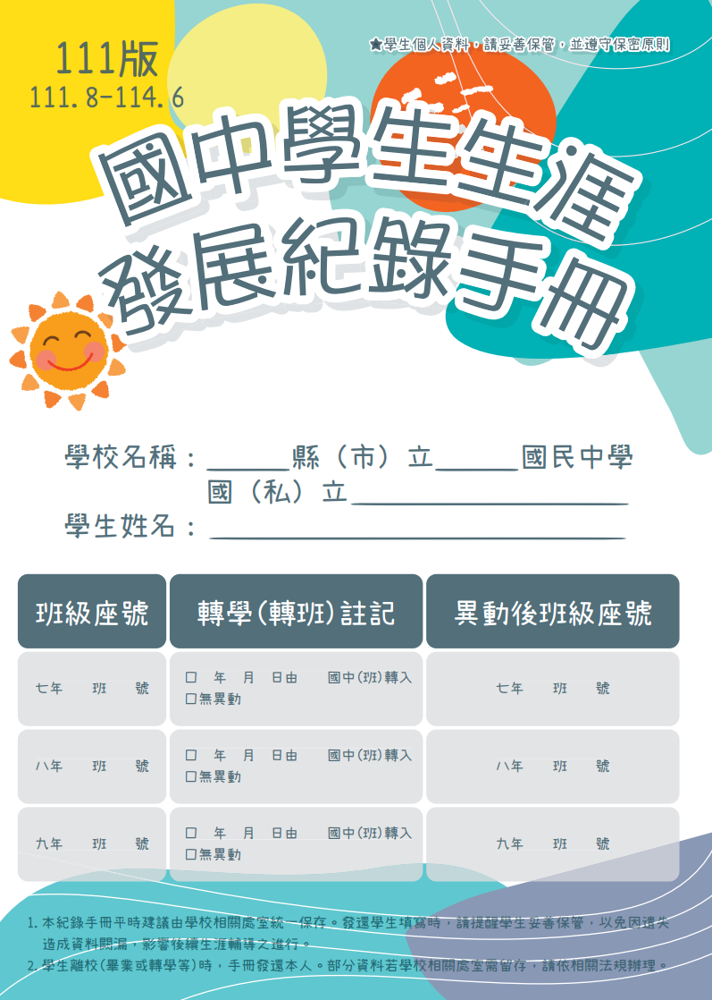 111版
111.8-114.6
★學生個人資料，請妥善保管，並遵守保密原則
國中學生生涯
發展紀錄手冊
學校名稱：______縣（市）立______國民中學
國（私）立____________________
學生姓名：______________________________
班級座號 轉學(轉班)註記 異動後班級座號
七年 班 號 □ 年 月 日由 國中(班)轉入 七年 班 號
□無異動
八年 班 號 □ 年 月 日由 國中(班)轉入 八年 班 號
□無異動
九年 班 號 □ 年 月 日由 國中(班)轉入 九年 班 號
□無異動
1. 本紀錄手冊平時建議由學校相關處室統一保存。發還學生填寫時，請提醒學生妥善保管，以免因遺失
造成資料闕漏，影響後續生涯輔導之進行。
2. 學生離校(畢業或轉學等)時，手冊發還本人。部分資料若學校相關處室需留存，請依相關法規辦理。